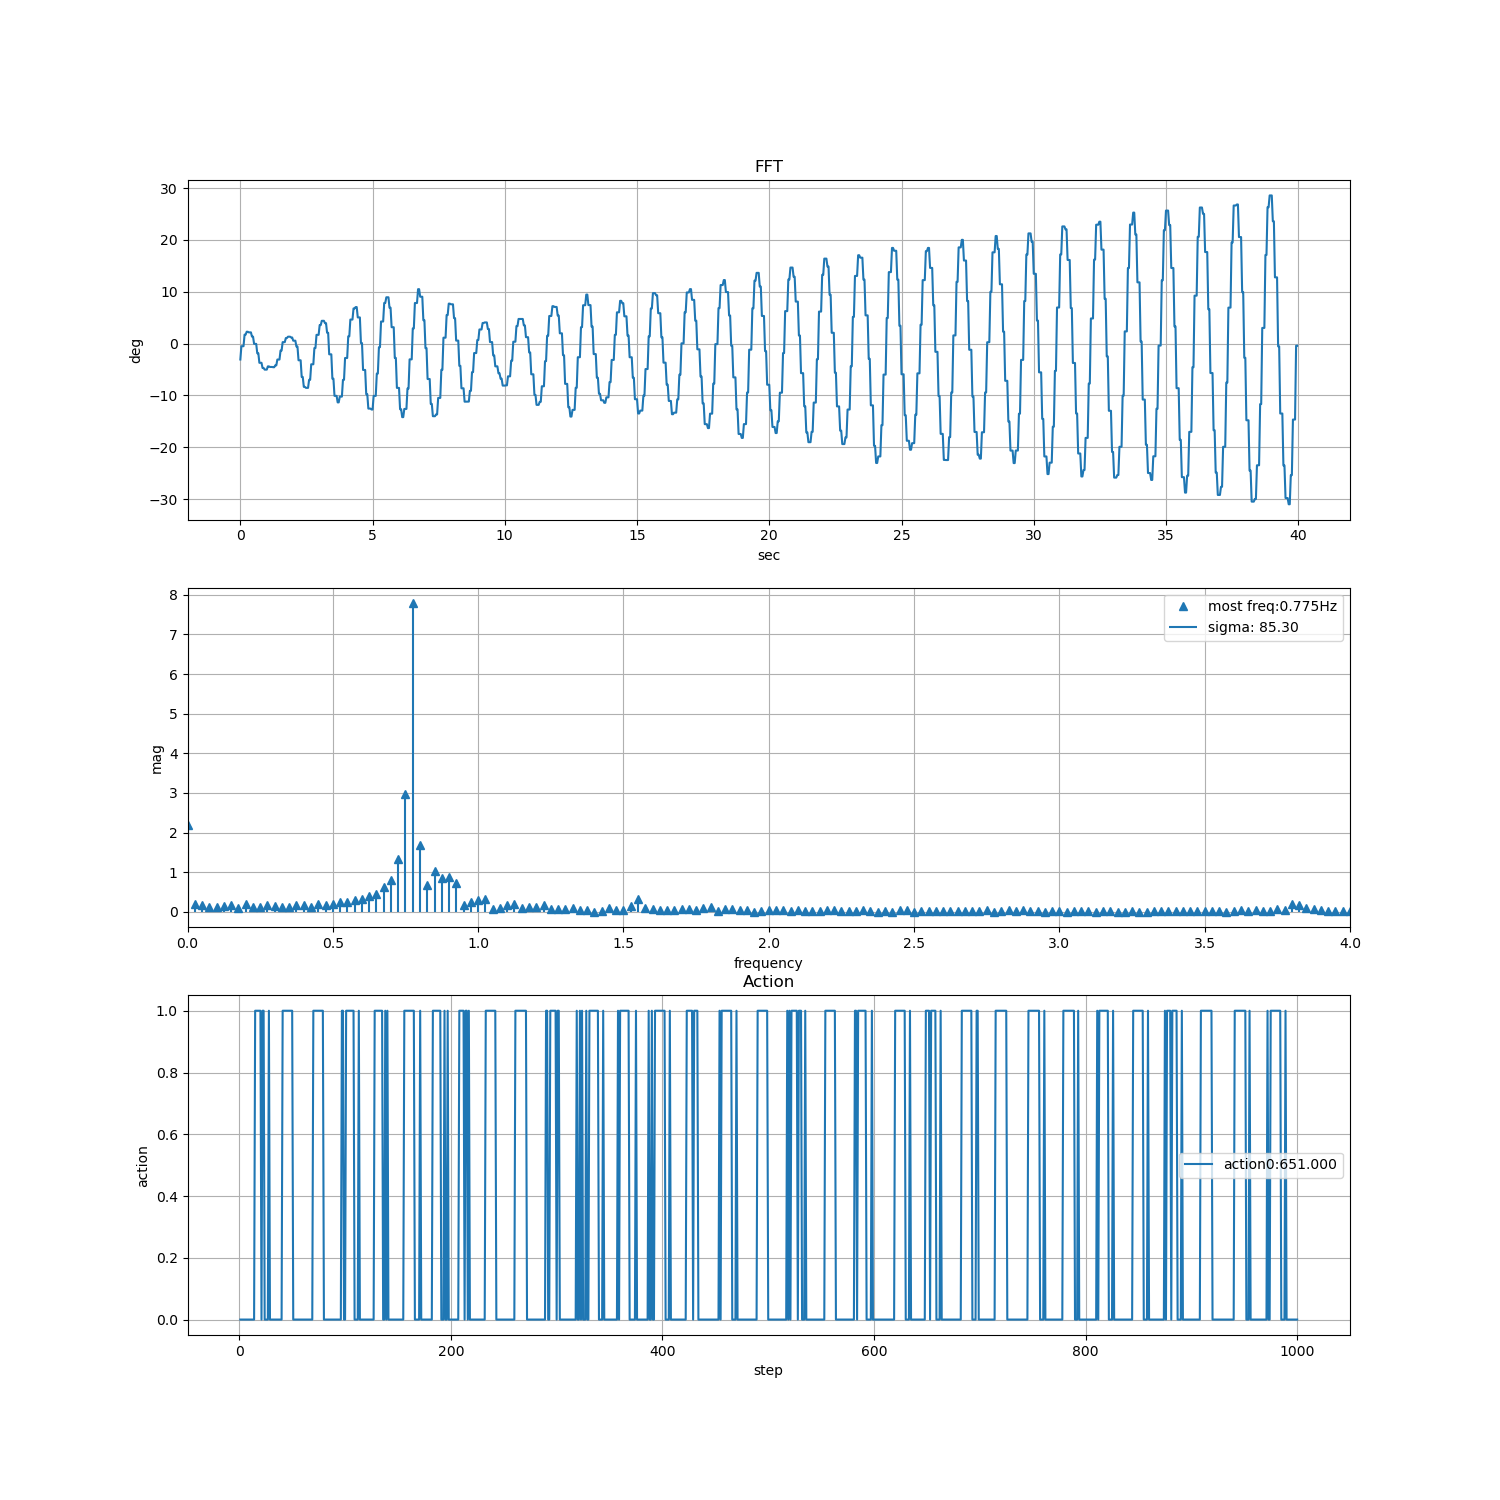 FFT
30
20
10
0
−10
−20
−30
deg
0 5 10 15 20 25 30 35 40
sec
8
7
6
5
4
3
2
1
0
mag
most freq:0.775Hz
sigma: 85.30
0.0 0.5 1.0 1.5 2.0 2.5 3.0 3.5 4.0
frequency
Action
1.0
0.8
0.6
0.4
0.2
0.0
action
action0:651.000
0 200 400 600 800 1000
step